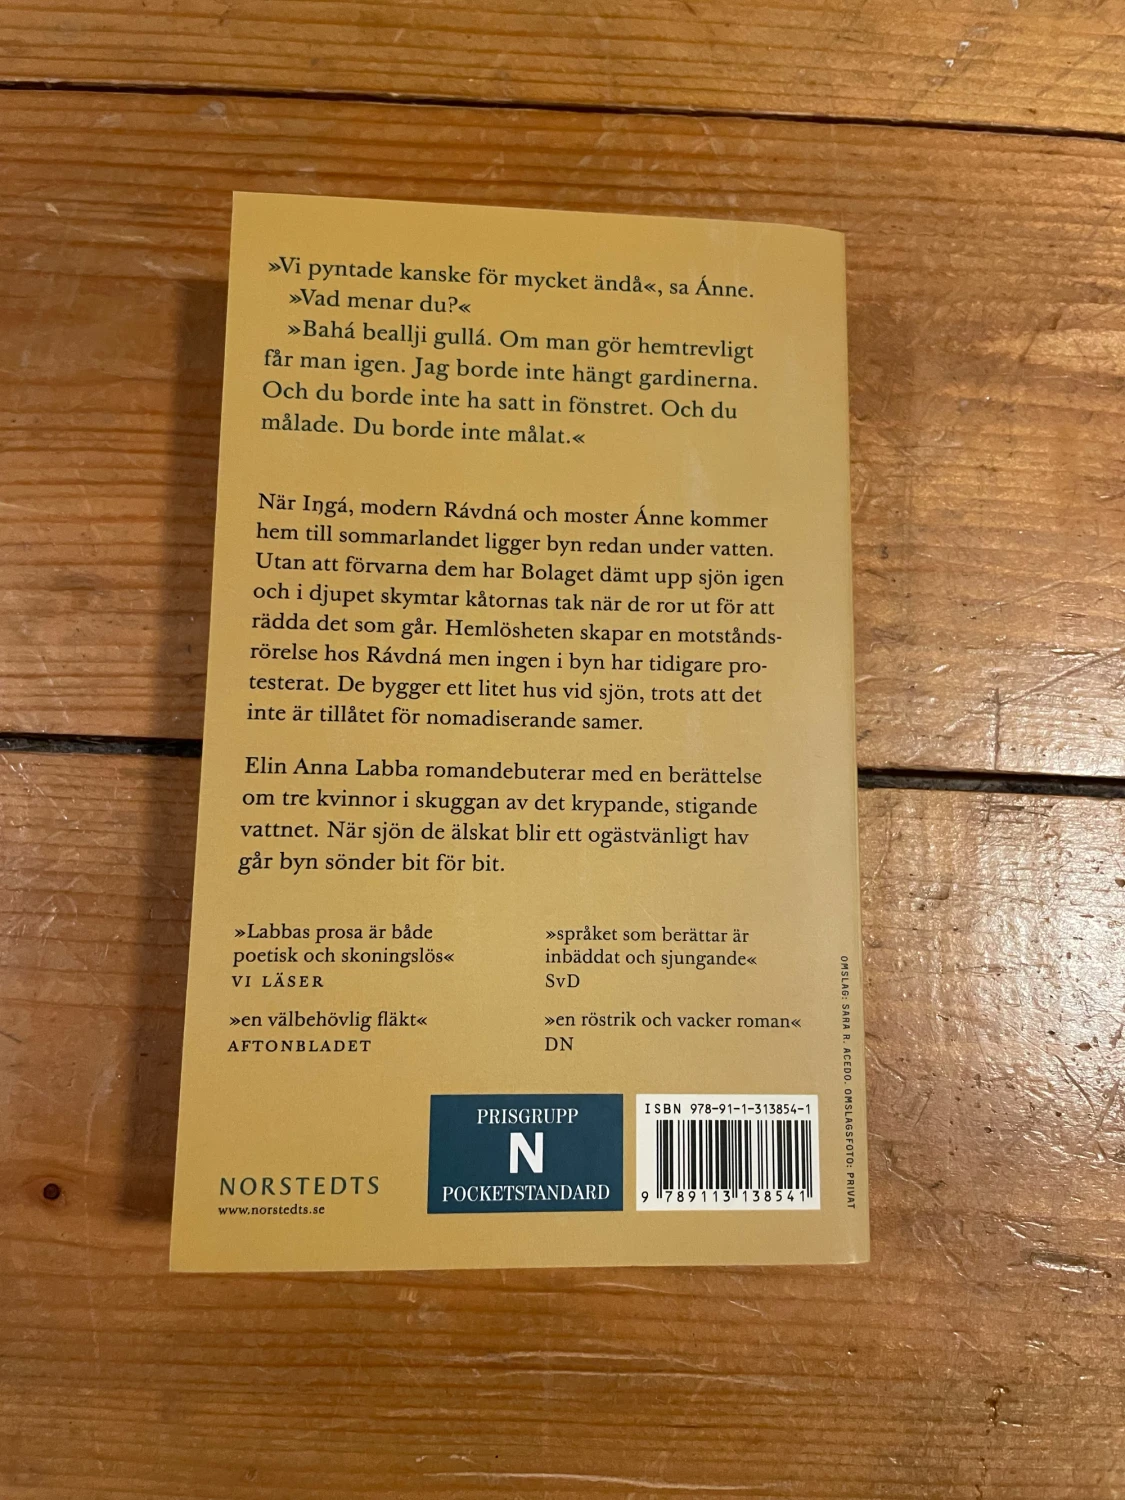 »Vi pyntade kanske för mycket ändå«, sa Ánne.
»Vad menar du?«
»Bahá beallji gullá. Om man gör hemtrevligt
får man igen. Jag borde inte hängt gardinerna.
Och du borde inte ha satt in fönstret. Och du
målade. Du borde inte målat.«
När Iŋgá, modern Rávdná och moster Ánne kommer
hem till sommarlandet ligger byn redan under vatten.
Utan att förvarna dem har Bolaget dämt upp sjön igen
och i djupet skymtar kåtornas tak när de ror ut för att
rädda det som går. Hemlösheten skapar en motstånds-
rörelse hos Rávdná men ingen i byn har tidigare pro-
testerat. De bygger ett litet hus vid sjön, trots att det
inte är tillåtet för nomadiserande samer.
Elin Anna Labba romandebuterar med en berättelse
om tre kvinnor i skuggan av det krypande, stigande
vattnet. När sjön de älskat blir ett ogästvänligt hav
går byn sönder bit för bit.
»Labbas prosa är både
poetisk och skoningslös«
VI LÄSER
»språket som berättar är
inbäddat och sjungande«
SvD
»en välbehövlig fläkt«
AFTONBLADET
»en röstrik och vacker roman«
DN
OMSLAG: SARA R. ACEDO. OMSLAGSFOTO: PRIVAT
NORSTEDTS
www.norstedts.se
PRISGRUPP
N
POCKETSTANDARD
ISBN 978-91-1-313854-1
9 789113 138541